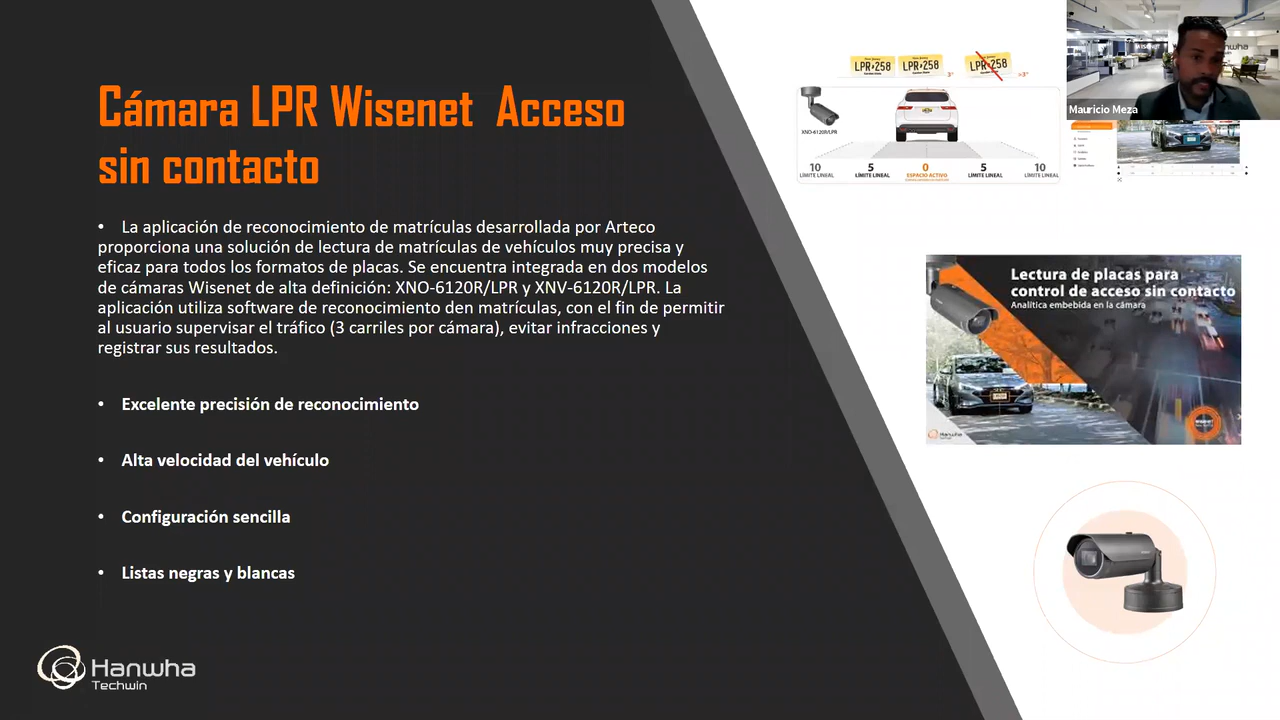 Cámara LPR Wisenet Acceso
sin contacto
• La aplicación de reconocimiento de matrículas desarrollada por Arteco
proporciona una solución de lectura de matrículas de vehículos muy precisa y
eficaz para todos los formatos de placas. Se encuentra integrada en dos modelos
de cámaras Wisenet de alta definición: XNO-6120R/LPR y XNV-6120R/LPR. La
aplicación utiliza software de reconocimiento den matrículas, con el fin de permitir
al usuario supervisar el tráfico (3 carriles por cámara), evitar infracciones y
registrar sus resultados.
• Excelente precisión de reconocimiento
• Alta velocidad del vehículo
• Configuración sencilla
• Listas negras y blancas
Hanwha
Techwin
LPR 258
LPR 258
3°
LPR 258
>3°
XNO-6120R/LPR
10
LÍMITE LINEAL
5
LÍMITE LINEAL
0
ESPACIO ACTIVO
5
LÍMITE LINEAL
10
LÍMITE LINEAL
Hanwha
Mauricio Meza
Lectura de placas para
control de acceso sin contacto
Analítica embebida en la cámara
Hanwha